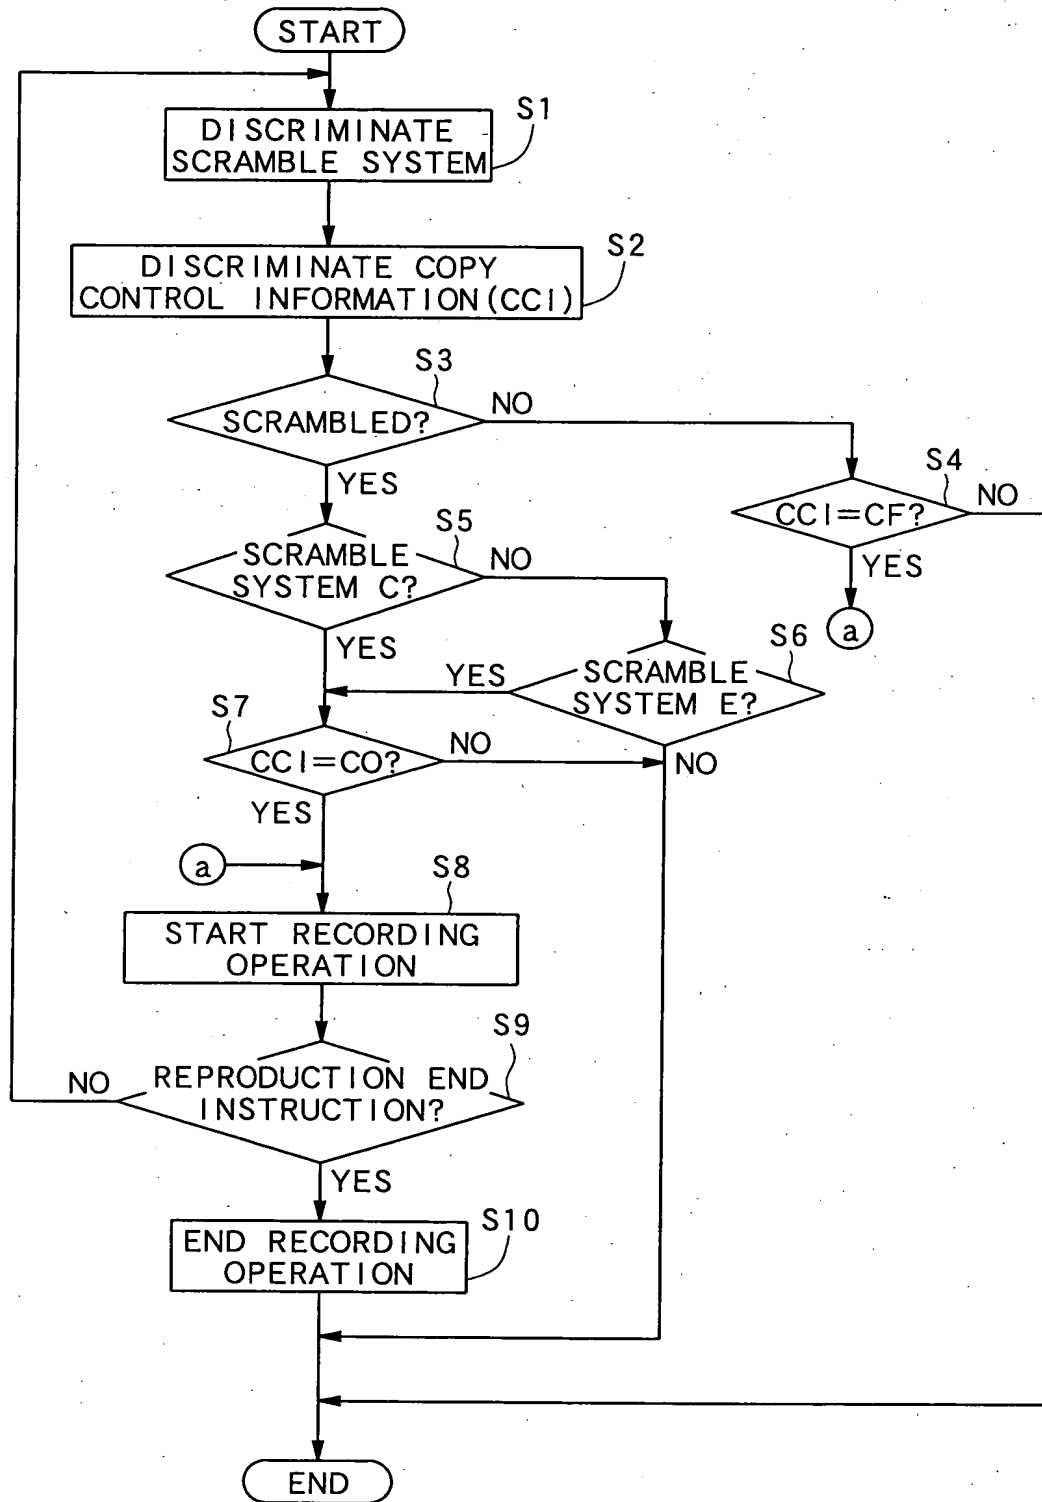 START
S1
DISCRIMINATE
SCRAMBLE SYSTEM
S2
DISCRIMINATE COPY
CONTROL INFORMATION(CCI)
S3
SCRAMBLED?
NO
YES
S4
CCI=CF?
NO
YES
a
S5
SCRAMBLE
SYSTEM C?
NO
YES
S6
SCRAMBLE
SYSTEM E?
YES
NO
S7
CCI=CO?
NO
YES
a
S8
START RECORDING
OPERATION
S9
REPRODUCTION END
INSTRUCTION?
NO
YES
S10
END RECORDING
OPERATION
END